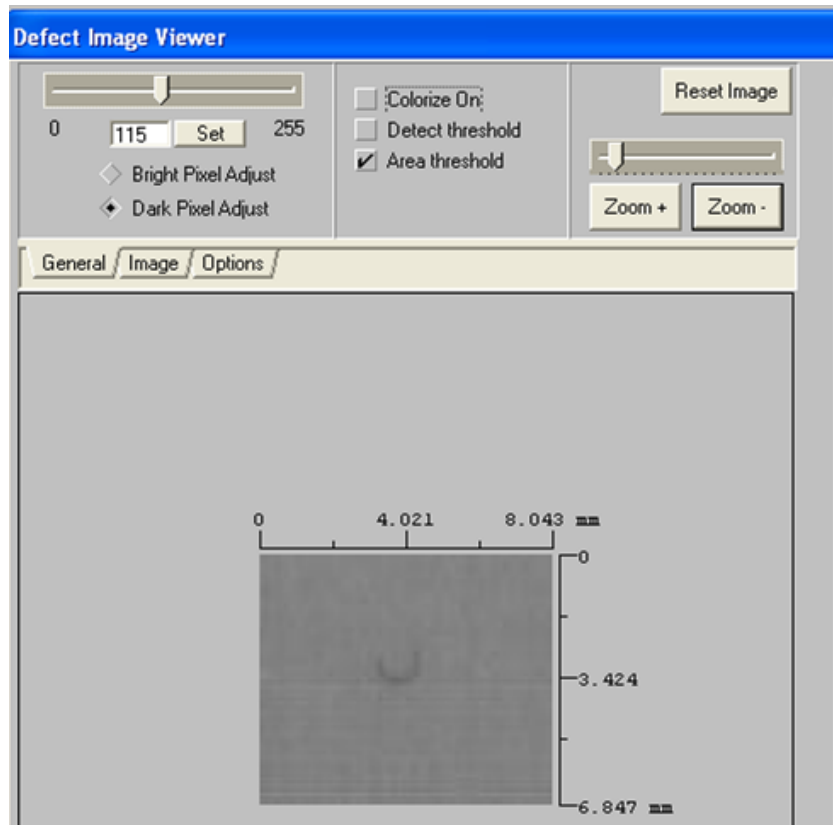 Defect Image Viewer
0 115 Set 255
Bright Pixel Adjust
Dark Pixel Adjust
Colorize On
Detect threshold
Area threshold
Reset Image
Zoom + Zoom -
General Image Options
0 4.021 8.043 mm
0
3.424
6.847 mm